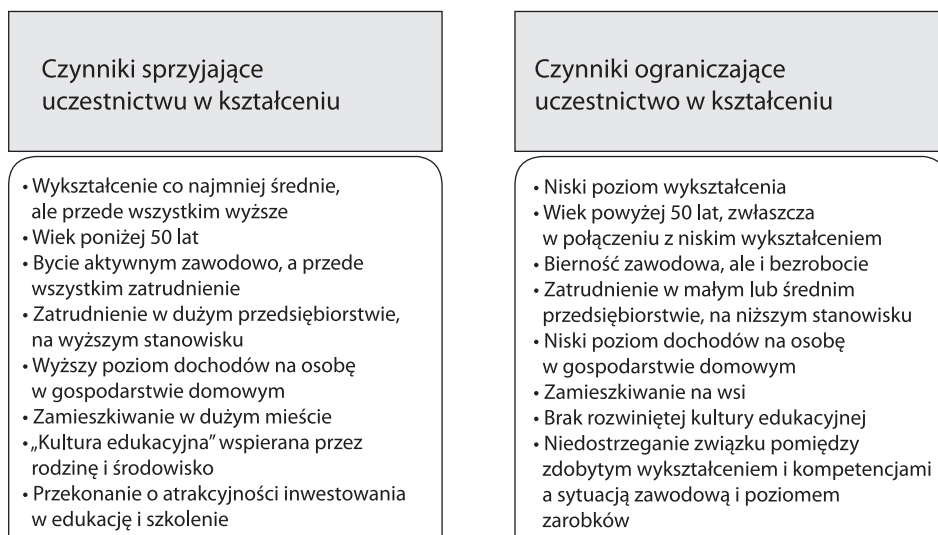 Czynniki sprzyjające
uczestnictwu w kształceniu
• Wykształcenie co najmniej średnie,
ale przede wszystkim wyższe
• Wiek poniżej 50 lat
• Bycie aktywnym zawodowo, a przede
wszystkim zatrudnienie
• Zatrudnienie w dużym przedsiębiorstwie,
na wyższym stanowisku
• Wyższy poziom dochodów na osobę
w gospodarstwie domowym
• Zamieszkiwanie w dużym mieście
• „Kultura edukacyjna” wspierana przez
rodzinę i środowisko
• Przekonanie o atrakcyjności inwestowania
w edukację i szkolenie
Czynniki ograniczające
uczestnictwo w kształceniu
• Niski poziom wykształcenia
• Wiek powyżej 50 lat, zwłaszcza
w połączeniu z niskim wykształceniem
• Bierność zawodowa, ale i bezrobocie
• Zatrudnienie w małym lub średnim
przedsiębiorstwie, na niższym stanowisku
• Niski poziom dochodów na osobę
w gospodarstwie domowym
• Zamieszkiwanie na wsi
• Brak rozwiniętej kultury edukacyjnej
• Niedostrzeganie związku pomiędzy
zdobytym wykształceniem i kompetencjami
a sytuacją zawodową i poziomem
zarobków